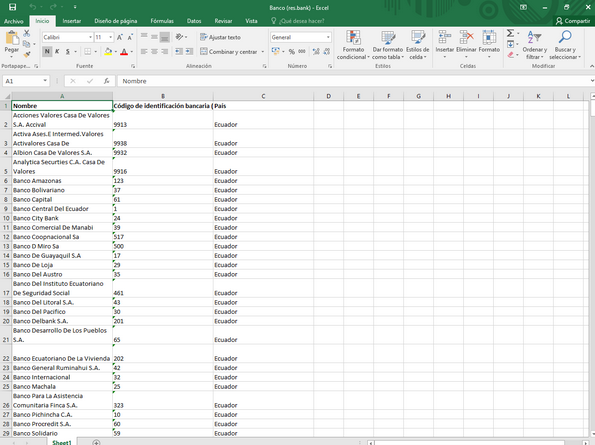 Banco (res.bank) - Excel
Archivo Inicio Insertar Diseño de página Fórmulas Datos Revisar Vista ¿Qué desea hacer? Compartir
Pegar
Calibri 11
N K S
Ajustar texto
Combinar y centrar
General
Formato condicional
Dar formato como tabla
Estilos de celda
Insertar Eliminar Formato
Ordenar y filtrar
Buscar y seleccionar
Portapape... Fuente Alineación Número Estilos Celdas Modificar
A1 fx Nombre
A B C D E F G H I J K L
1 Nombre Código de identificación bancaria ( País
Acciones Valores Casa De Valores
2 S.A. Accival 9913 Ecuador
Activa Ases.E Intermed.Valores
3 Activalores Casa De 9938 Ecuador
4 Albion Casa De Valores S.A. 9932 Ecuador
Analytica Securties C.A. Casa De
5 Valores 9916 Ecuador
6 Banco Amazonas 123 Ecuador
7 Banco Bolivariano 37 Ecuador
8 Banco Capital 61 Ecuador
9 Banco Central Del Ecuador 1 Ecuador
10 Banco City Bank 24 Ecuador
11 Banco Comercial De Manabi 39 Ecuador
12 Banco Coopnacional Sa 517 Ecuador
13 Banco D Miro Sa 500 Ecuador
14 Banco De Guayaquil S.A 17 Ecuador
15 Banco De Loja 29 Ecuador
16 Banco Del Austro 35 Ecuador
Banco Del Instituto Ecuatoriano
17 De Seguridad Social 461 Ecuador
18 Banco Del Litoral S.A. 43 Ecuador
19 Banco Del Pacifico 30 Ecuador
20 Banco Delbank S.A. 201 Ecuador
Banco Desarrollo De Los Pueblos
21 S.A. 65 Ecuador
22 Banco Ecuatoriano De La Vivienda 202 Ecuador
23 Banco General Ruminahui S.A. 42 Ecuador
24 Banco Internacional 32 Ecuador
25 Banco Machala 25 Ecuador
Banco Para La Asistencia
26 Comunitaria Finca S.A. 323 Ecuador
27 Banco Pichincha C.A. 10 Ecuador
28 Banco Procredit S.A. 60 Ecuador
29 Banco Solidario 59 Ecuador
Sheet1